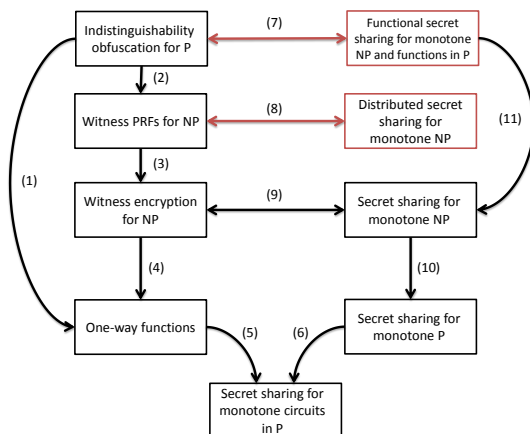 Indistinguishability
obfuscation for P
(7)
Functional secret
sharing for monotone
NP and functions in P
(2)
Witness PRFs for NP
(8)
Distributed secret
sharing for
monotone NP
(11)
(1)
(3)
Witness encryption
for NP
(9)
Secret sharing for
monotone NP
(4)
(10)
One-way functions
(5)
(6)
Secret sharing for
monotone P
Secret sharing for
monotone circuits
in P